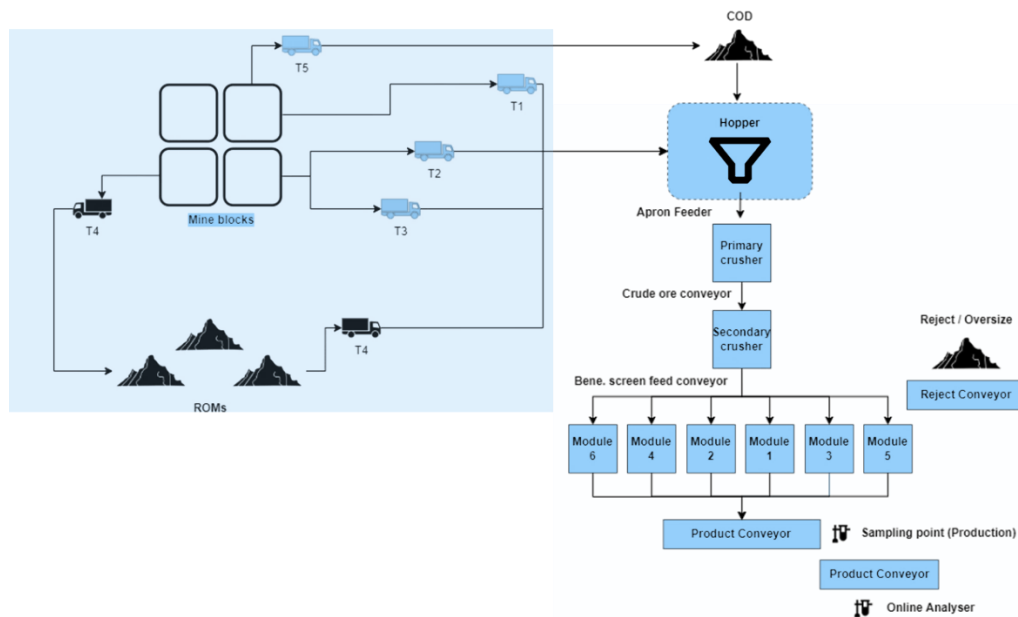 COD
T5
T1
Hopper
T2
Mine blocks
T4
T3
Apron Feeder
Primary
crusher
Crude ore conveyor
T4
Secondary
crusher
Reject / Oversize
Bene. screen feed conveyor
Reject Conveyor
ROMs
Module
6
Module
4
Module
2
Module
1
Module
3
Module
5
Product Conveyor
Sampling point (Production)
Product Conveyor
Online Analyser